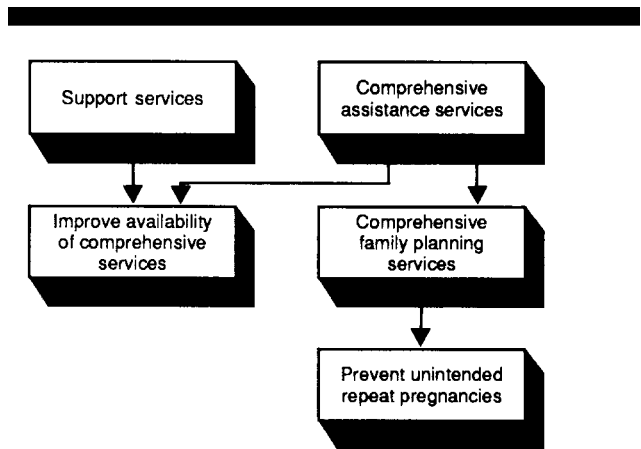 Support services
Comprehensive
assistance services
Improve availability
of comprehensive
services
Comprehensive
family planning
services
Prevent unintended
repeat pregnancies